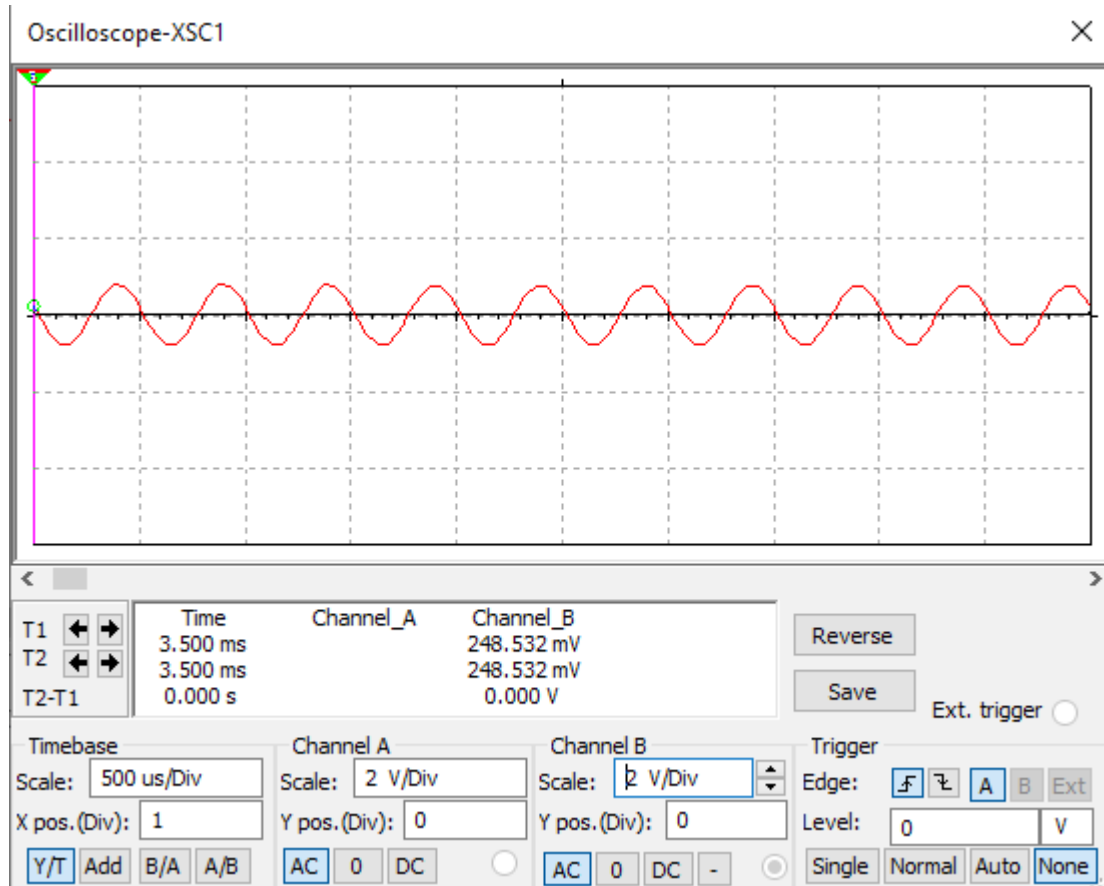 Oscilloscope-XSC1
Time Channel_A Channel_B
T1 3.500 ms 248.532 mV
T2 3.500 ms 248.532 mV
T2-T1 0.000 s 0.000 V
Reverse
Save
Ext. trigger
Timebase
Scale: 500 us/Div
X pos.(Div): 1
Y/T Add B/A A/B
Channel A
Scale: 2 V/Div
Y pos.(Div): 0
AC 0 DC
Channel B
Scale: 2 V/Div
Y pos.(Div): 0
AC 0 DC -
Trigger
Edge: A B Ext
Level: 0 V
Single Normal Auto None